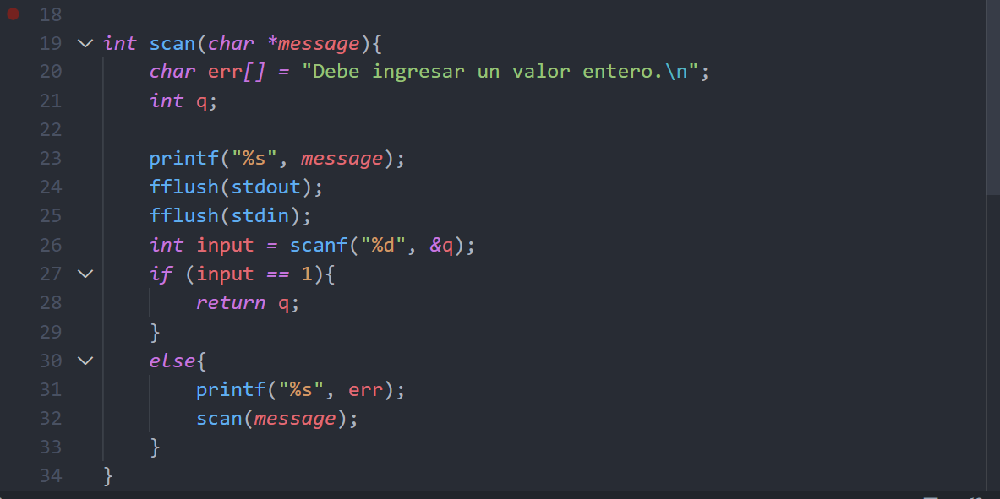 18
19 int scan(char *message){
20     char err[] = "Debe ingresar un valor entero.\n";
21     int q;
22
23     printf("%s", message);
24     fflush(stdout);
25     fflush(stdin);
26     int input = scanf("%d", &q);
27     if (input == 1){
28         return q;
29     }
30     else{
31         printf("%s", err);
32         scan(message);
33     }
34 }